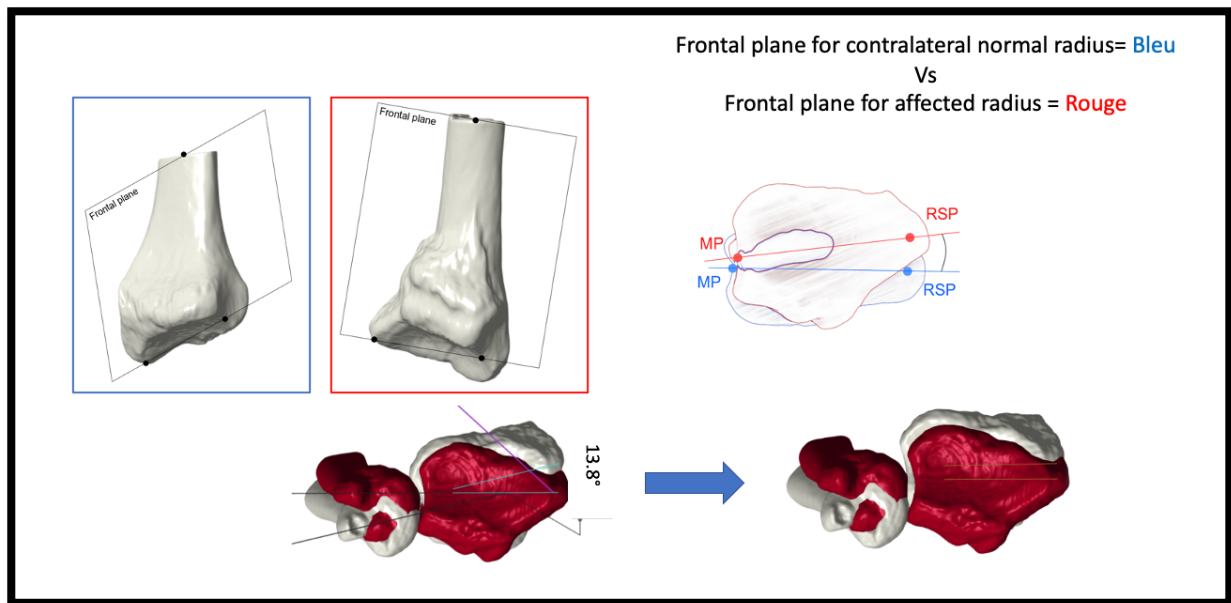 Frontal plane for contralateral normal radius= Bleu
Vs
Frontal plane for affected radius = Rouge
Frontal plane
Frontal plane
RSP
MP
MP
RSP
13.8°